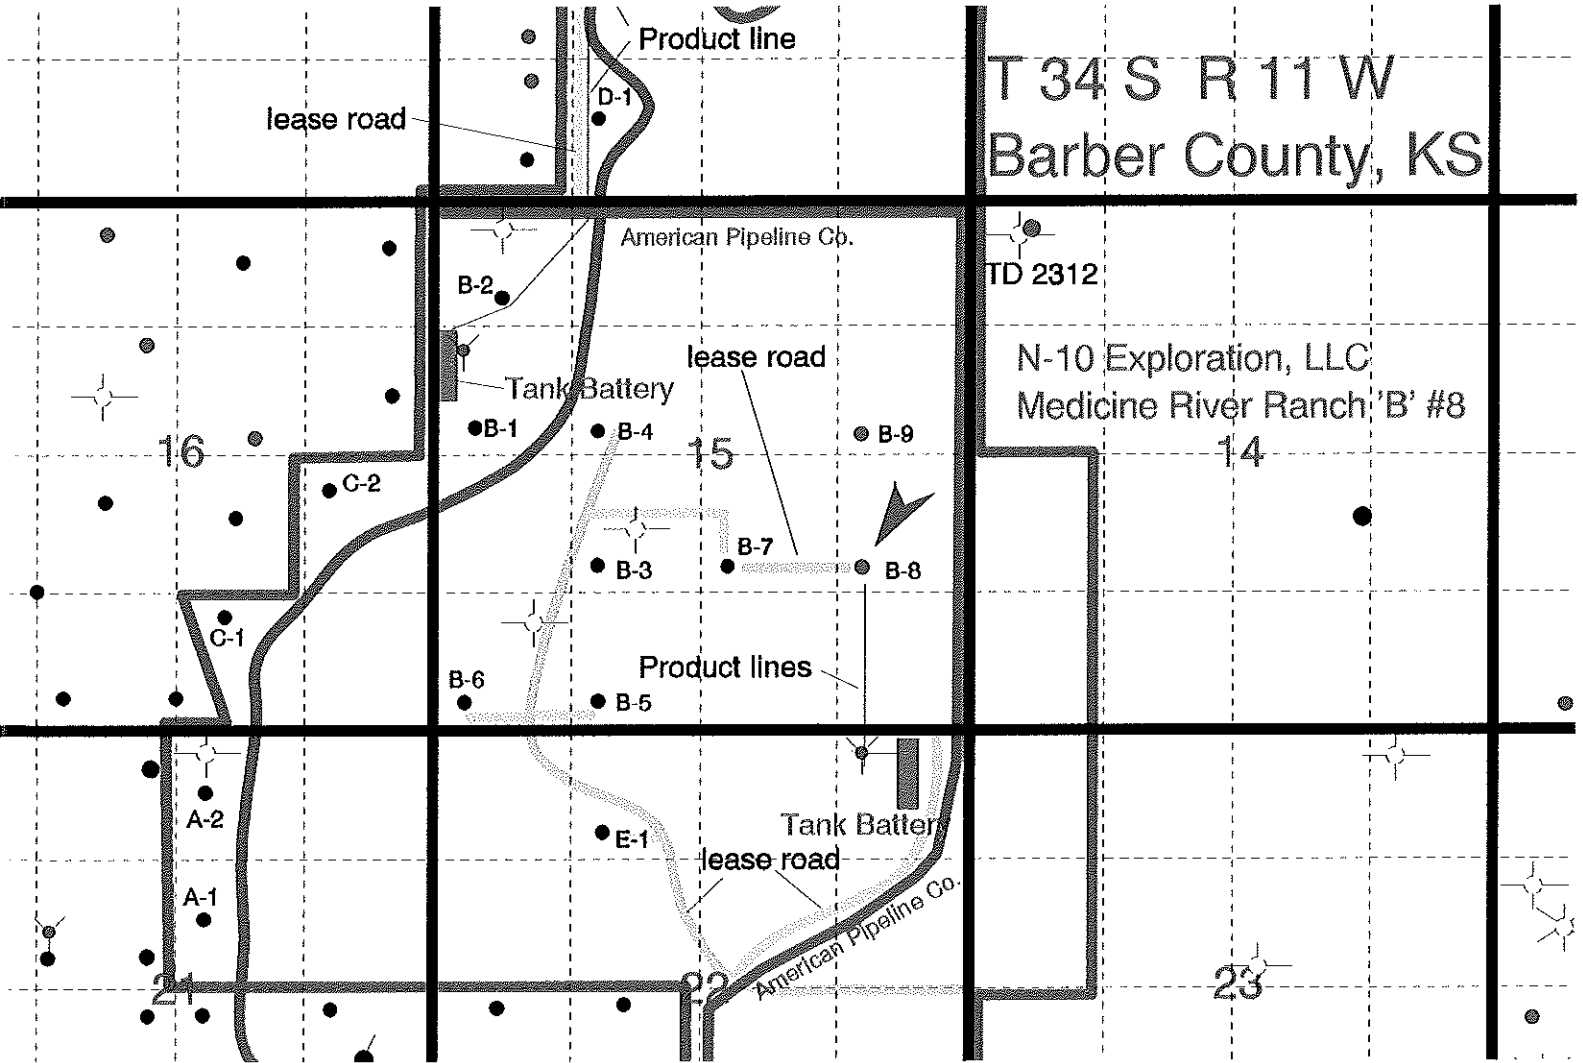 Product line
T 34 S R 11 W
D-1
lease road
Barber County, KS
American Pipeline Co.
TD 2312
B-2
N-10 Exploration, LLC
lease road
Tank Battery
Medicine River Ranch 'B' #8
B-1
B-4
B-9
16
15
14
C-2
B-7
B-3
B-8
C-1
Product lines
B-6
B-5
A-2
Tank Battery
E-1
lease road
A-1
American Pipeline Co.
21
22
23